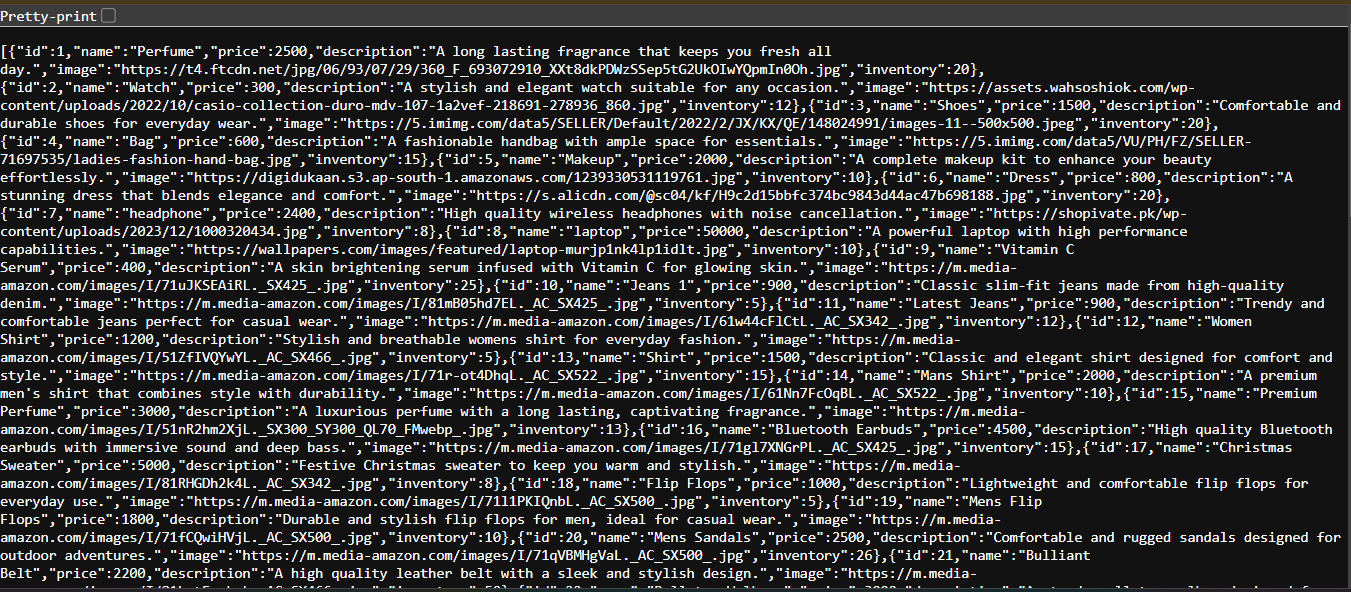 Pretty-print
[{"id":1,"name":"Perfume","price":2500,"description":"A long lasting fragrance that keeps you fresh all
day.","image":"https://t4.ftcdn.net/jpg/06/93/07/29/360_F_693072910_XXt8dkPDWzSSep5tG2UkOIwYQpmIn0Oh.jpg","inventory":20},
{"id":2,"name":"Watch","price":300,"description":"A stylish and elegant watch suitable for any occasion.","image":"https://assets.wahsoshiok.com/wp-
content/uploads/2022/10/casio-collection-duro-mdv-107-1a2vef-218691-278936_860.jpg","inventory":12},{"id":3,"name":"Shoes","price":1500,"description":"Comfortable and
durable shoes for everyday wear.","image":"https://5.imimg.com/data5/SELLER/Default/2022/2/JX/KX/QE/148024991/images-11--500x500.jpeg","inventory":20},
{"id":4,"name":"Bag","price":600,"description":"A fashionable handbag with ample space for essentials.","image":"https://5.imimg.com/data5/VU/PH/FZ/SELLER-
71697535/ladies-fashion-hand-bag.jpg","inventory":15},{"id":5,"name":"Makeup","price":2000,"description":"A complete makeup kit to enhance your beauty
effortlessly.","image":"https://digidukaan.s3.ap-south-1.amazonaws.com/1239330531119761.jpg","inventory":10},{"id":6,"name":"Dress","price":800,"description":"A
stunning dress that blends elegance and comfort.","image":"https://s.alicdn.com/@sc04/kf/H9c2d15bbfc374bc9843d44ac47b698188.jpg","inventory":20},
{"id":7,"name":"headphone","price":2400,"description":"High quality wireless headphones with noise cancellation.","image":"https://shopivate.pk/wp-
content/uploads/2023/12/1000320434.jpg","inventory":8},{"id":8,"name":"laptop","price":50000,"description":"A powerful laptop with high performance
capabilities.","image":"https://wallpapers.com/images/featured/laptop-murjp1nk4lp1idlt.jpg","inventory":10},{"id":9,"name":"Vitamin C
Serum","price":400,"description":"A skin brightening serum infused with Vitamin C for glowing skin.","image":"https://m.media-
amazon.com/images/I/71uJKSEAiRL._SX425_.jpg","inventory":25},{"id":10,"name":"Jeans 1","price":900,"description":"Classic slim-fit jeans made from high-quality
denim.","image":"https://m.media-amazon.com/images/I/81mB05hd7EL._AC_SX425_.jpg","inventory":5},{"id":11,"name":"Latest Jeans","price":900,"description":"Trendy and
comfortable jeans perfect for casual wear.","image":"https://m.media-amazon.com/images/I/61w44cFlCtL._AC_SX342_.jpg","inventory":12},{"id":12,"name":"Women
Shirt","price":1200,"description":"Stylish and breathable womens shirt for everyday fashion.","image":"https://m.media-
amazon.com/images/I/51ZfIVQYwYL._AC_SX466_.jpg","inventory":5},{"id":13,"name":"Shirt","price":1500,"description":"Classic and elegant shirt designed for comfort and
style.","image":"https://m.media-amazon.com/images/I/71r-ot4DhqL._AC_SX522_.jpg","inventory":15},{"id":14,"name":"Mans Shirt","price":2000,"description":"A premium
men's shirt that combines style with durability.","image":"https://m.media-amazon.com/images/I/61Nn7FcOqBL._AC_SX522_.jpg","inventory":10},{"id":15,"name":"Premium
Perfume","price":3000,"description":"A luxurious perfume with a long lasting, captivating fragrance.","image":"https://m.media-
amazon.com/images/I/51nR2hm2XjL._SX300_SY300_QL70_FMwebp_.jpg","inventory":13},{"id":16,"name":"Bluetooth Earbuds","price":4500,"description":"High quality Bluetooth
earbuds with immersive sound and deep bass.","image":"https://m.media-amazon.com/images/I/71gl7XNGrPL._AC_SX425_.jpg","inventory":15},{"id":17,"name":"Christmas
Sweater","price":5000,"description":"Festive Christmas sweater to keep you warm and stylish.","image":"https://m.media-
amazon.com/images/I/81RHGDh2k4L._AC_SX342_.jpg","inventory":8},{"id":18,"name":"Flip Flops","price":1000,"description":"Lightweight and comfortable flip flops for
everyday use.","image":"https://m.media-amazon.com/images/I/71l1PKIQnbL._AC_SX500_.jpg","inventory":5},{"id":19,"name":"Mens Flip
Flops","price":1800,"description":"Durable and stylish flip flops for men, ideal for casual wear.","image":"https://m.media-
amazon.com/images/I/71fCQwiHVjL._AC_SX500_.jpg","inventory":10},{"id":20,"name":"Mens Sandals","price":2500,"description":"Comfortable and rugged sandals designed for
outdoor adventures.","image":"https://m.media-amazon.com/images/I/71qVBMHgVaL._AC_SX500_.jpg","inventory":26},{"id":21,"name":"Bulliant
Belt","price":2200,"description":"A high quality leather belt with a sleek and stylish design.","image":"https://m.media-